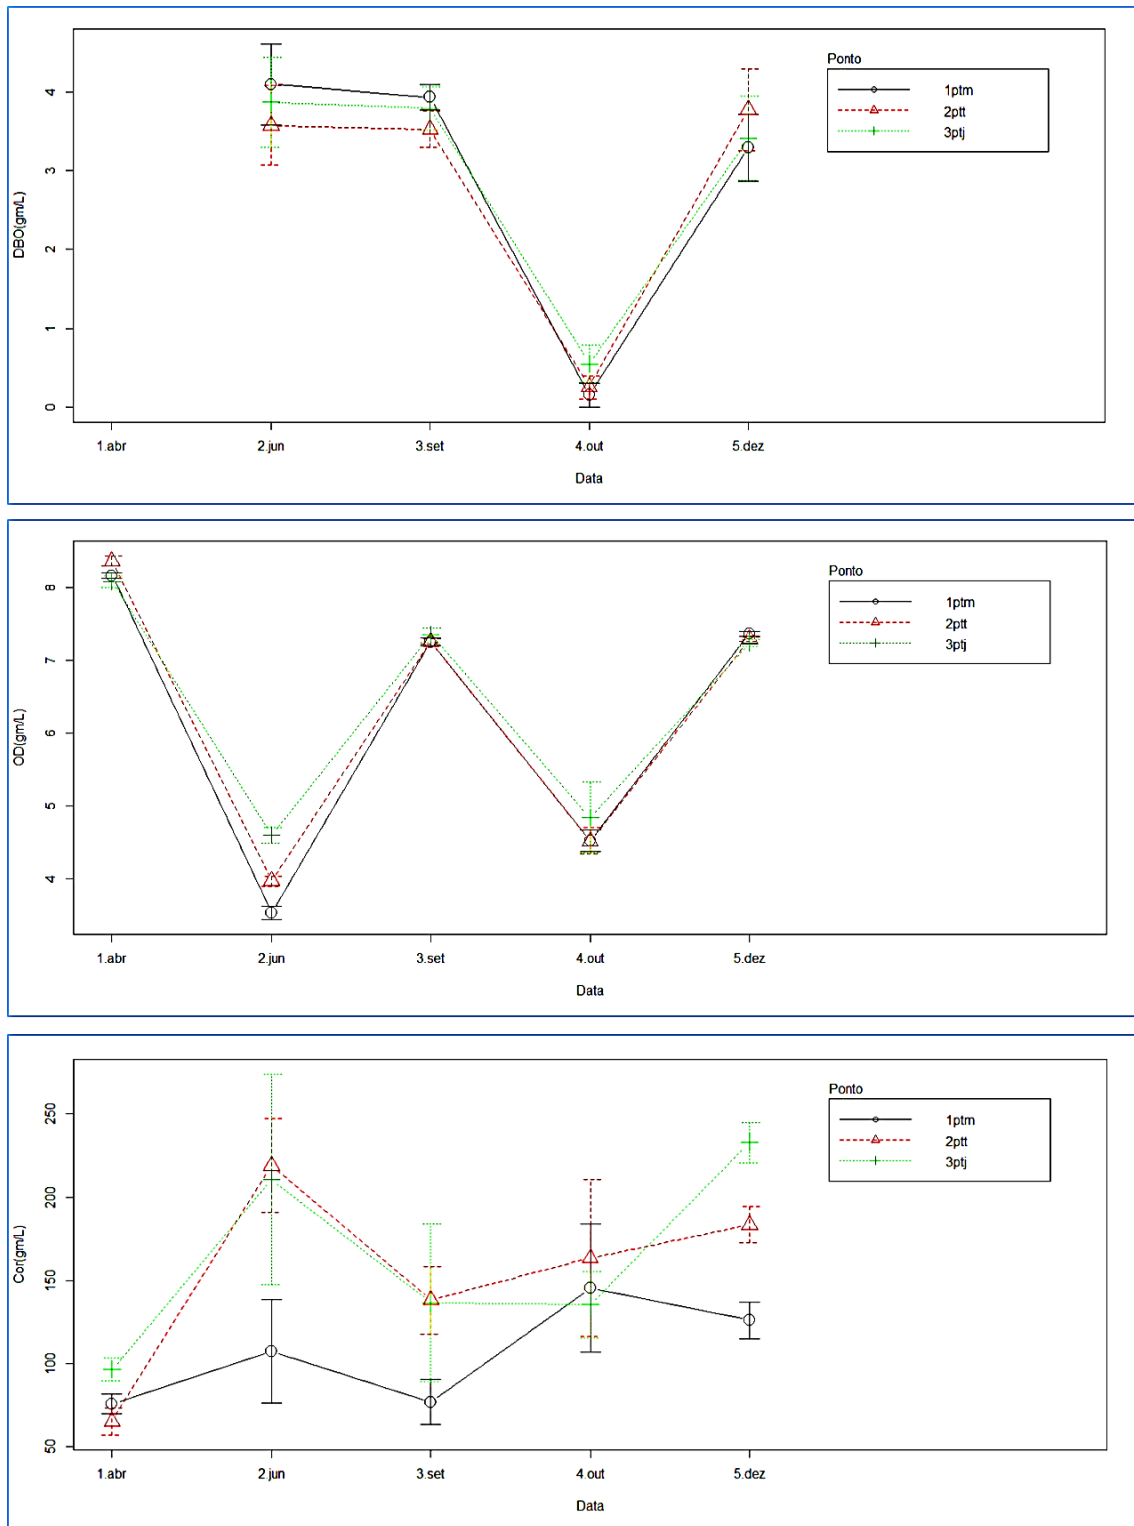 Ponto
1ptm
2ptt
3ptj
DBO(gm/L)
4
3
2
1
0
1.abr 2.jun 3.set 4.out 5.dez
Data
Ponto
1ptm
2ptt
3ptj
OD(gm/L)
8
7
6
5
4
1.abr 2.jun 3.set 4.out 5.dez
Data
Ponto
1ptm
2ptt
3ptj
Cor(gm/L)
250
200
150
100
50
1.abr 2.jun 3.set 4.out 5.dez
Data